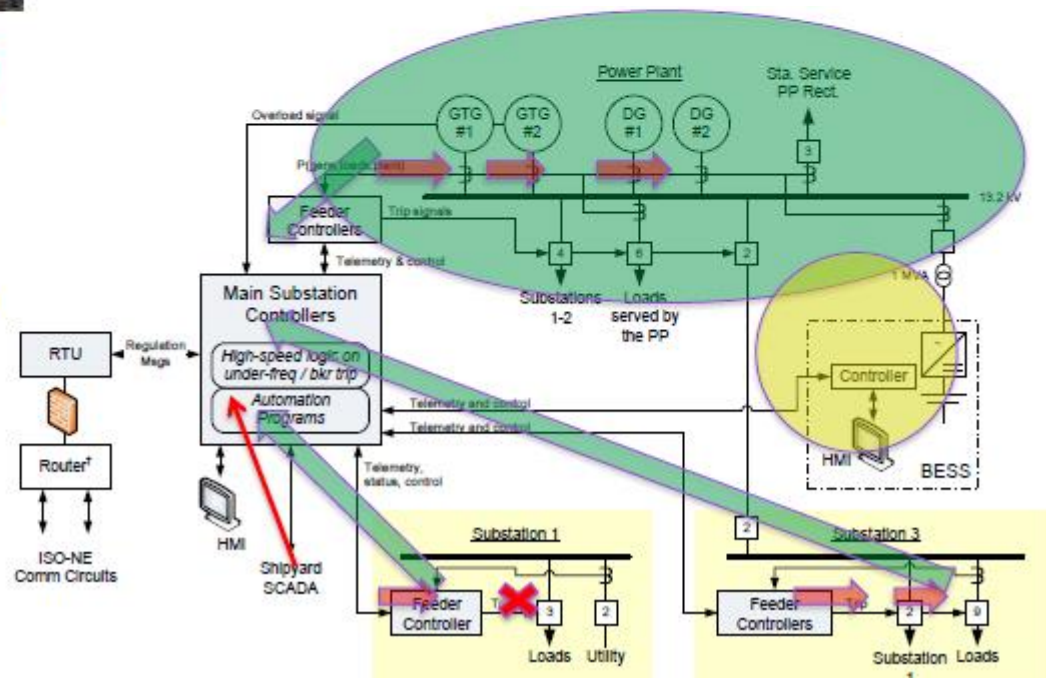 Power Plant
Sta. Service
PP Rect.
Overload signal
GTG
#1
GTG
#2
DG
#1
DG
#2
3
13.2 kV
Feeder
Controllers
Trip signals
4
6
2
Telemetry & control
1 MVA
Substations
1-2
Loads
served by
the PP
Main Substation
Controllers
High-speed logic on
under-freq / bkr trip
Automation
Programs
RTU
Regulation
Msgs
Router†
ISO-NE
Comm Circuits
HMI
Shipyard
SCADA
Telemetry and control
Telemetry and control
Telemetry,
status, control
Controller
HMI
BESS
2
Substation 1
Feeder
Controller
3
2
Loads
Utility
Substation 3
Feeder
Controllers
Trip
2
9
Substation
1
Loads